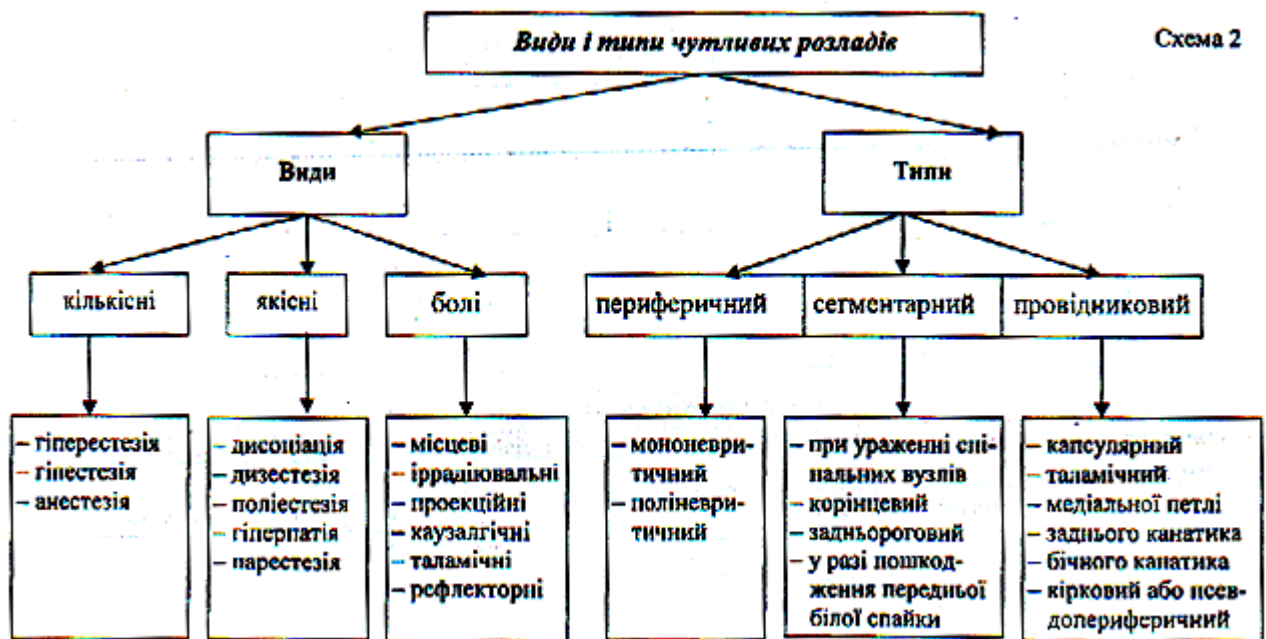 Схема 2
Види і типи чутливих розладів
Види
Типи
кількісні
якісні
болі
периферичний
сегментарний
провідниковий
– гіперестезія
– гіпестезія
– анестезія
– дисоціація
– дизестезія
– поліестезія
– гіперпатія
– парестезія
– місцеві
– іррадіювальні
– проекційні
– каузалгічні
– таламічні
– рефлекторні
– мононеври-
тичний
– поліневри-
тичний
– при ураженні спі-
нальних вузлів
– корінцевий
– задньороговий
– у разі пошкод-
ження передньої
білої спайки
– капсулярний
– таламічний
– медіальної петлі
– заднього канатика
– бічного канатика
– кірковий або псев-
допериферичний